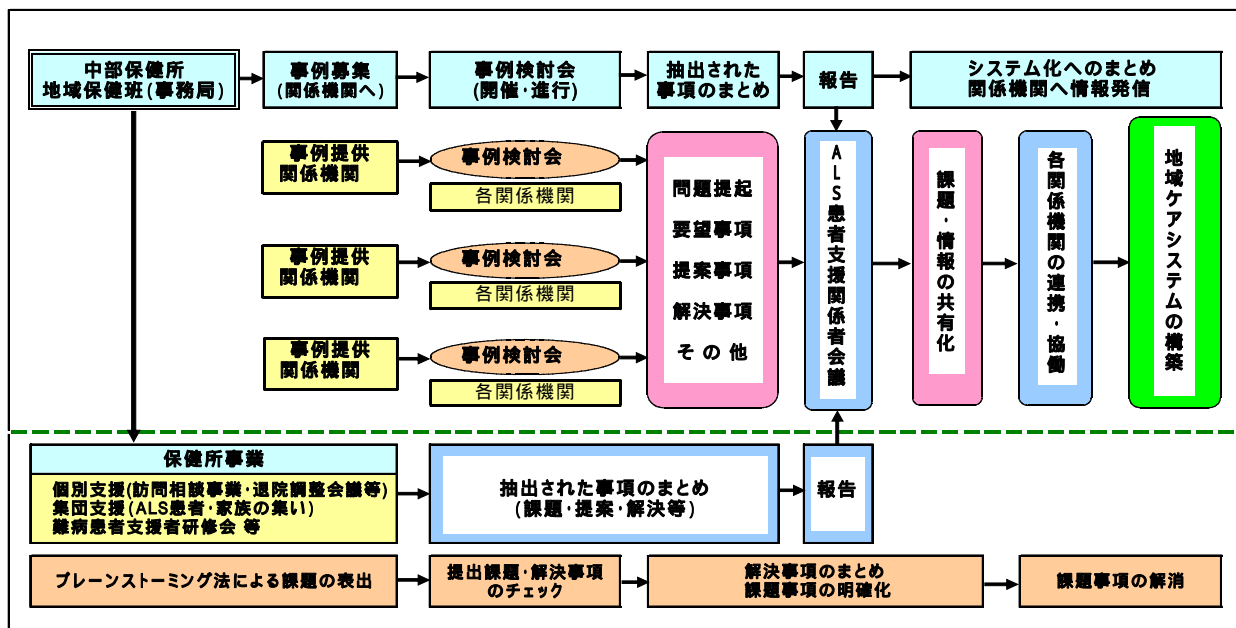 中部保健所
地域保健班(事務局)
事例募集
(関係機関へ)
事例検討会
(開催・進行)
抽出された
事項のまとめ
報告
システム化へのまとめ
関係機関へ情報発信
事例提供
関係機関
事例検討会
各関係機関
事例提供
関係機関
事例検討会
各関係機関
事例提供
関係機関
事例検討会
各関係機関
問題提起
要望事項
提案事項
解決事項
その他
ALS患者支援関係者会議
課題・情報の共有化
各関係機関の連携・協働
地域ケアシステムの構築
保健所事業
個別支援(訪問相談事業・退院調整会議等)
集団支援(ALS患者・家族の集い)
難病患者支援者研修会 等
抽出された事項のまとめ
(課題・提案・解決等)
報告
ブレーンストーミング法による課題の表出
提出課題・解決事項
のチェック
解決事項のまとめ
課題事項の明確化
課題事項の解消